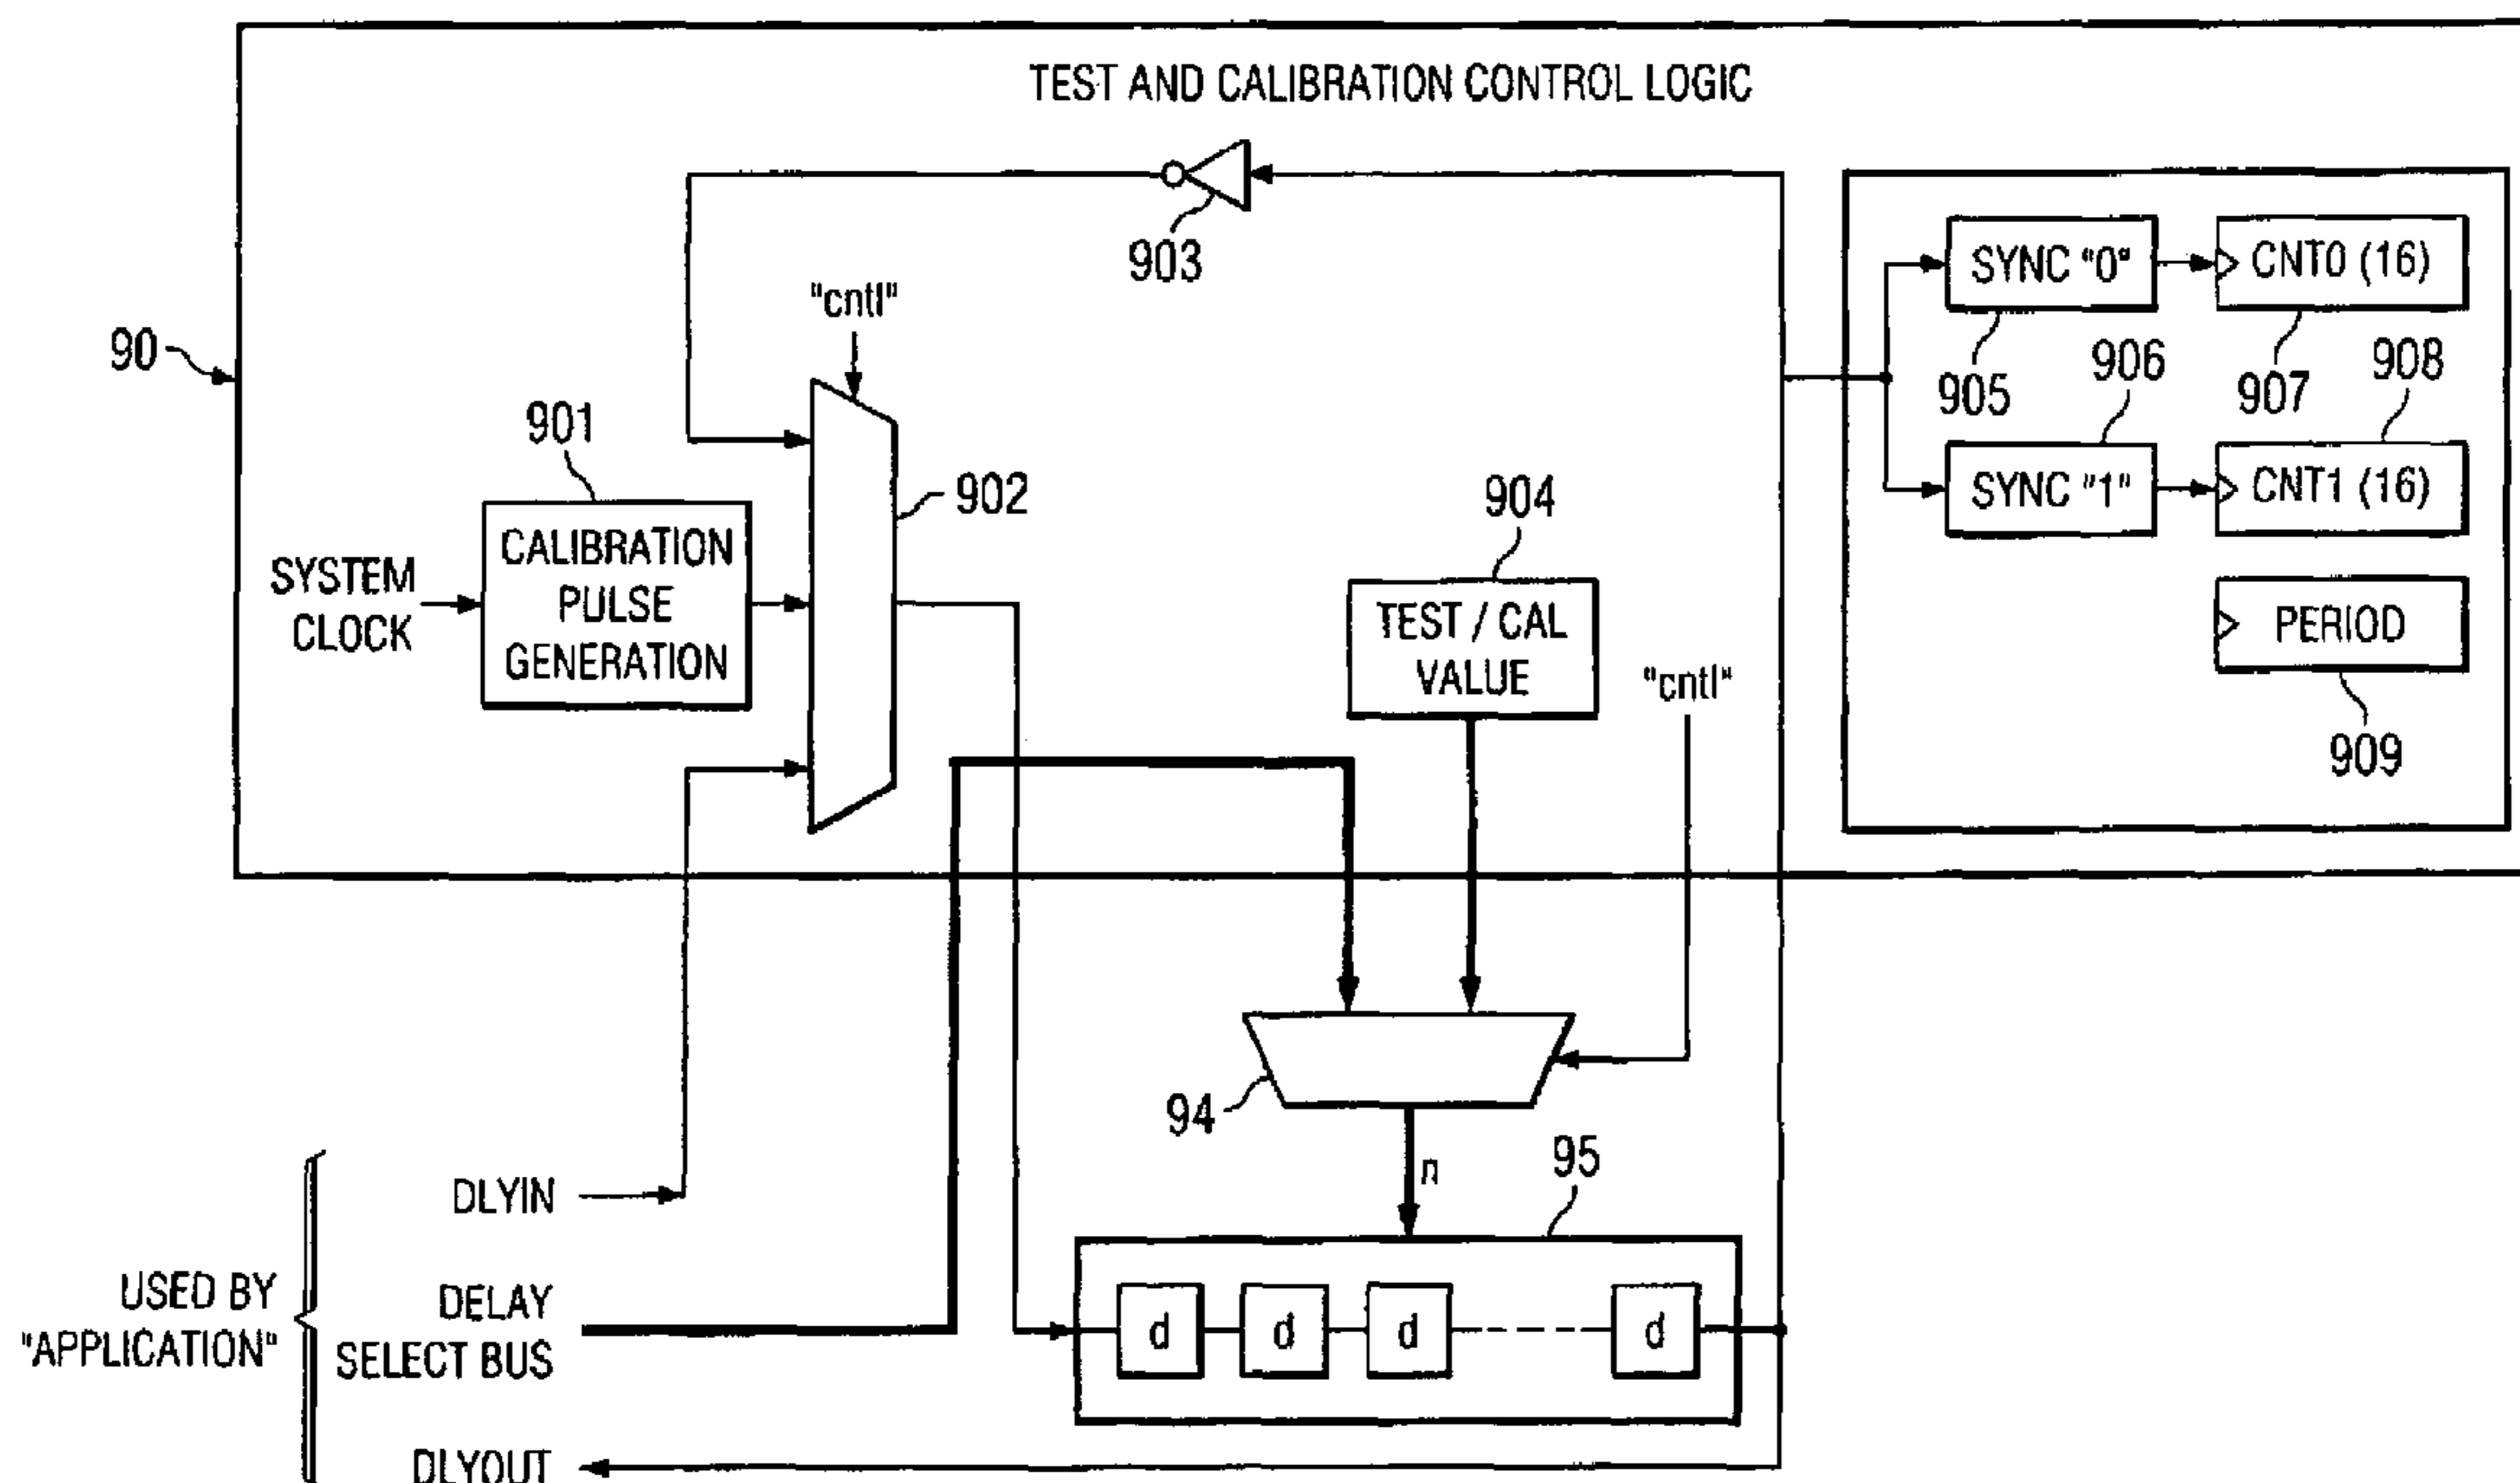 TEST AND CALIBRATION CONTROL LOGIC
903
"cntl"
90
901
902
SYSTEM
CLOCK
CALIBRATION
PULSE
GENERATION
904
TEST / CAL
VALUE
"cntl"
SYNC "0"
CNT0 (16)
905
906
907
908
SYNC "1"
CNT1 (16)
PERIOD
909
94
n
95
DLYIN
USED BY
"APPLICATION"
DELAY
SELECT BUS
d
d
d
d
DLYOUT